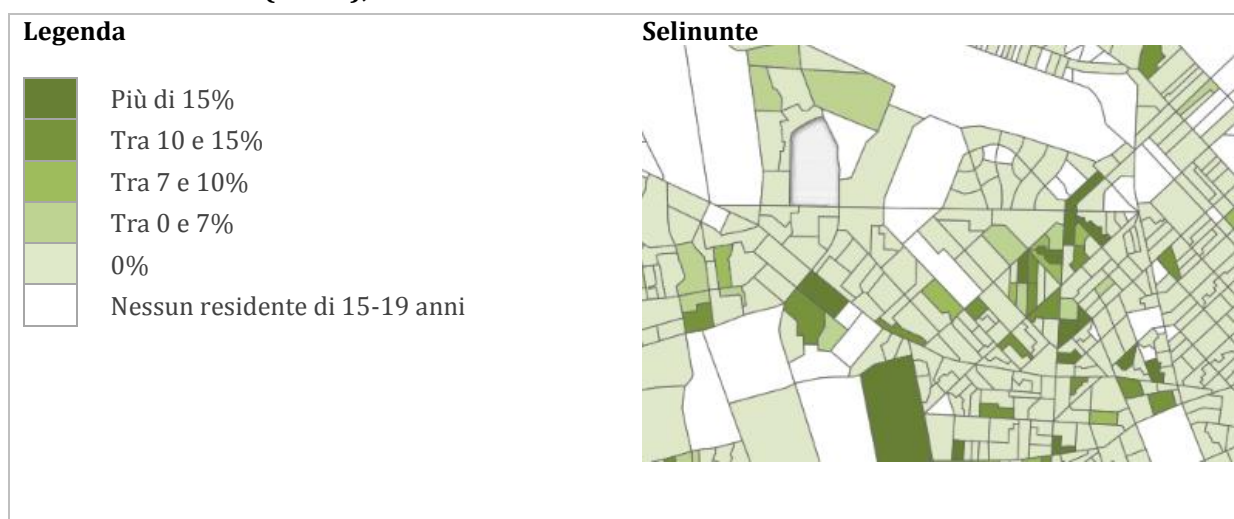 Legenda
Selinunte
Più di 15%
Tra 10 e 15%
Tra 7 e 10%
Tra 0 e 7%
0%
Nessun residente di 15-19 anni